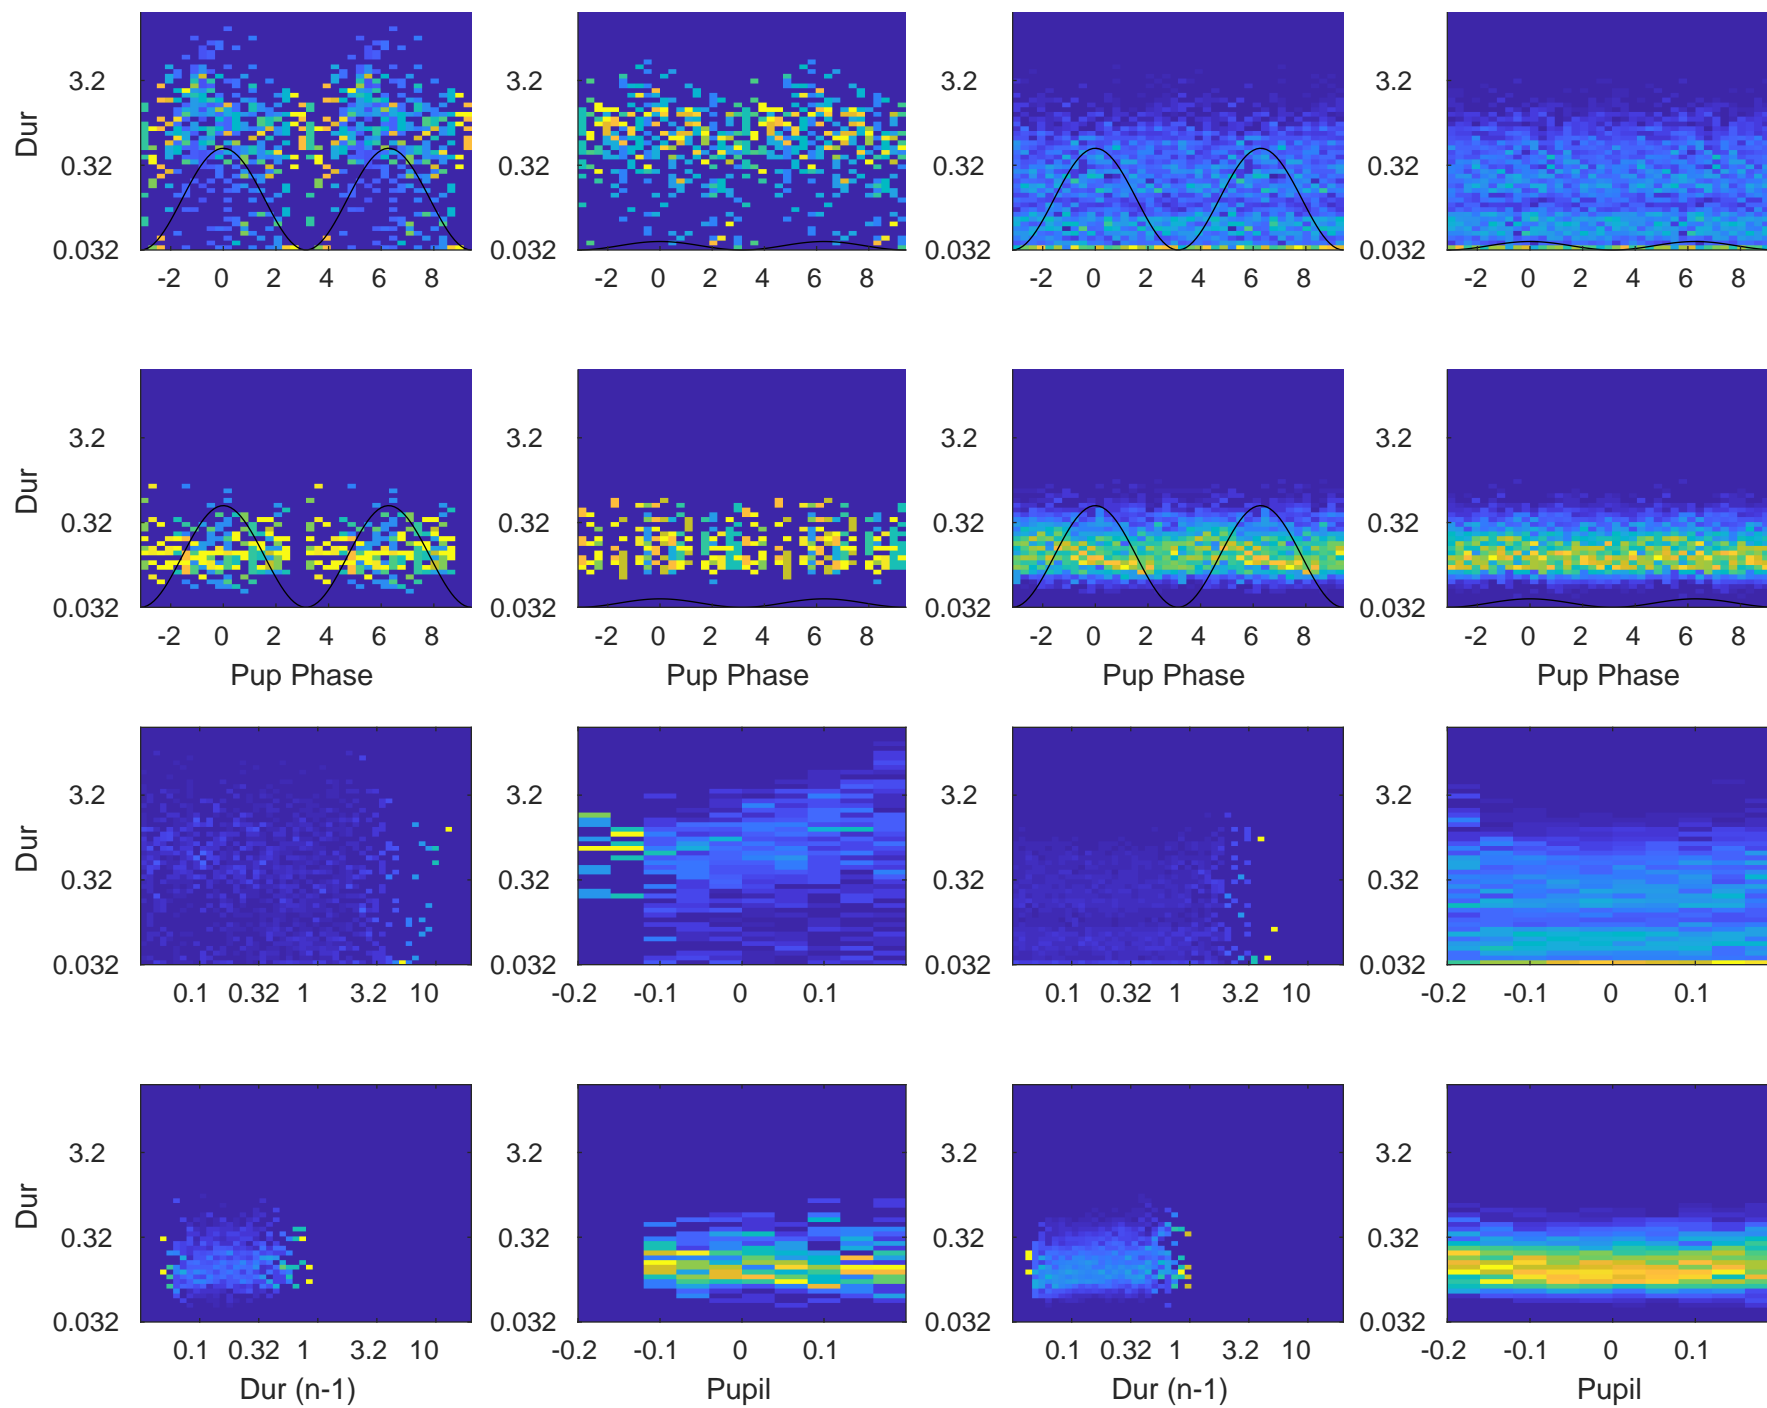 3.2 3.2 3.2 3.2
Dur
0.32 0.32 0.32 0.32
0.032 0.032 0.032 0.032
-2 0 2 4 6 8 -2 0 2 4 6 8 -2 0 2 4 6 8 -2 0 2 4 6 8
3.2 3.2 3.2 3.2
Dur
0.32 0.32 0.32 0.32
0.032 0.032 0.032 0.032
-2 0 2 4 6 8 -2 0 2 4 6 8 -2 0 2 4 6 8 -2 0 2 4 6 8
Pup Phase Pup Phase Pup Phase Pup Phase
3.2 3.2 3.2 3.2
Dur
0.32 0.32 0.32 0.32
0.032 0.032 0.032 0.032
0.1 0.32 1 3.2 10 -0.2 -0.1 0 0.1 0.1 0.32 1 3.2 10 -0.2 -0.1 0 0.1
3.2 3.2 3.2 3.2
Dur
0.32 0.32 0.32 0.32
0.032 0.032 0.032 0.032
0.1 0.32 1 3.2 10 -0.2 -0.1 0 0.1 0.1 0.32 1 3.2 10 -0.2 -0.1 0 0.1
Dur (n-1) Pupil Dur (n-1) Pupil